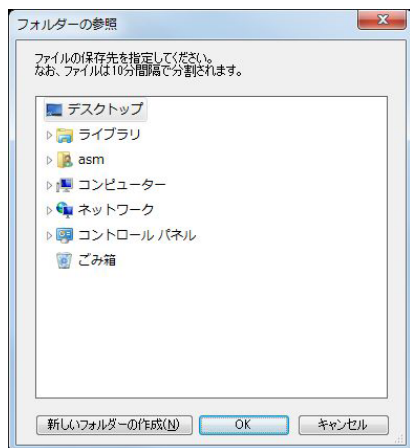 フォルダーの参照
ファイルの保存先を指定してください。
なお、ファイルは10分間隔で分割されます。
デスクトップ
ライブラリ
asm
コンピューター
ネットワーク
コントロール パネル
ごみ箱
新しいフォルダーの作成(N)
OK
キャンセル